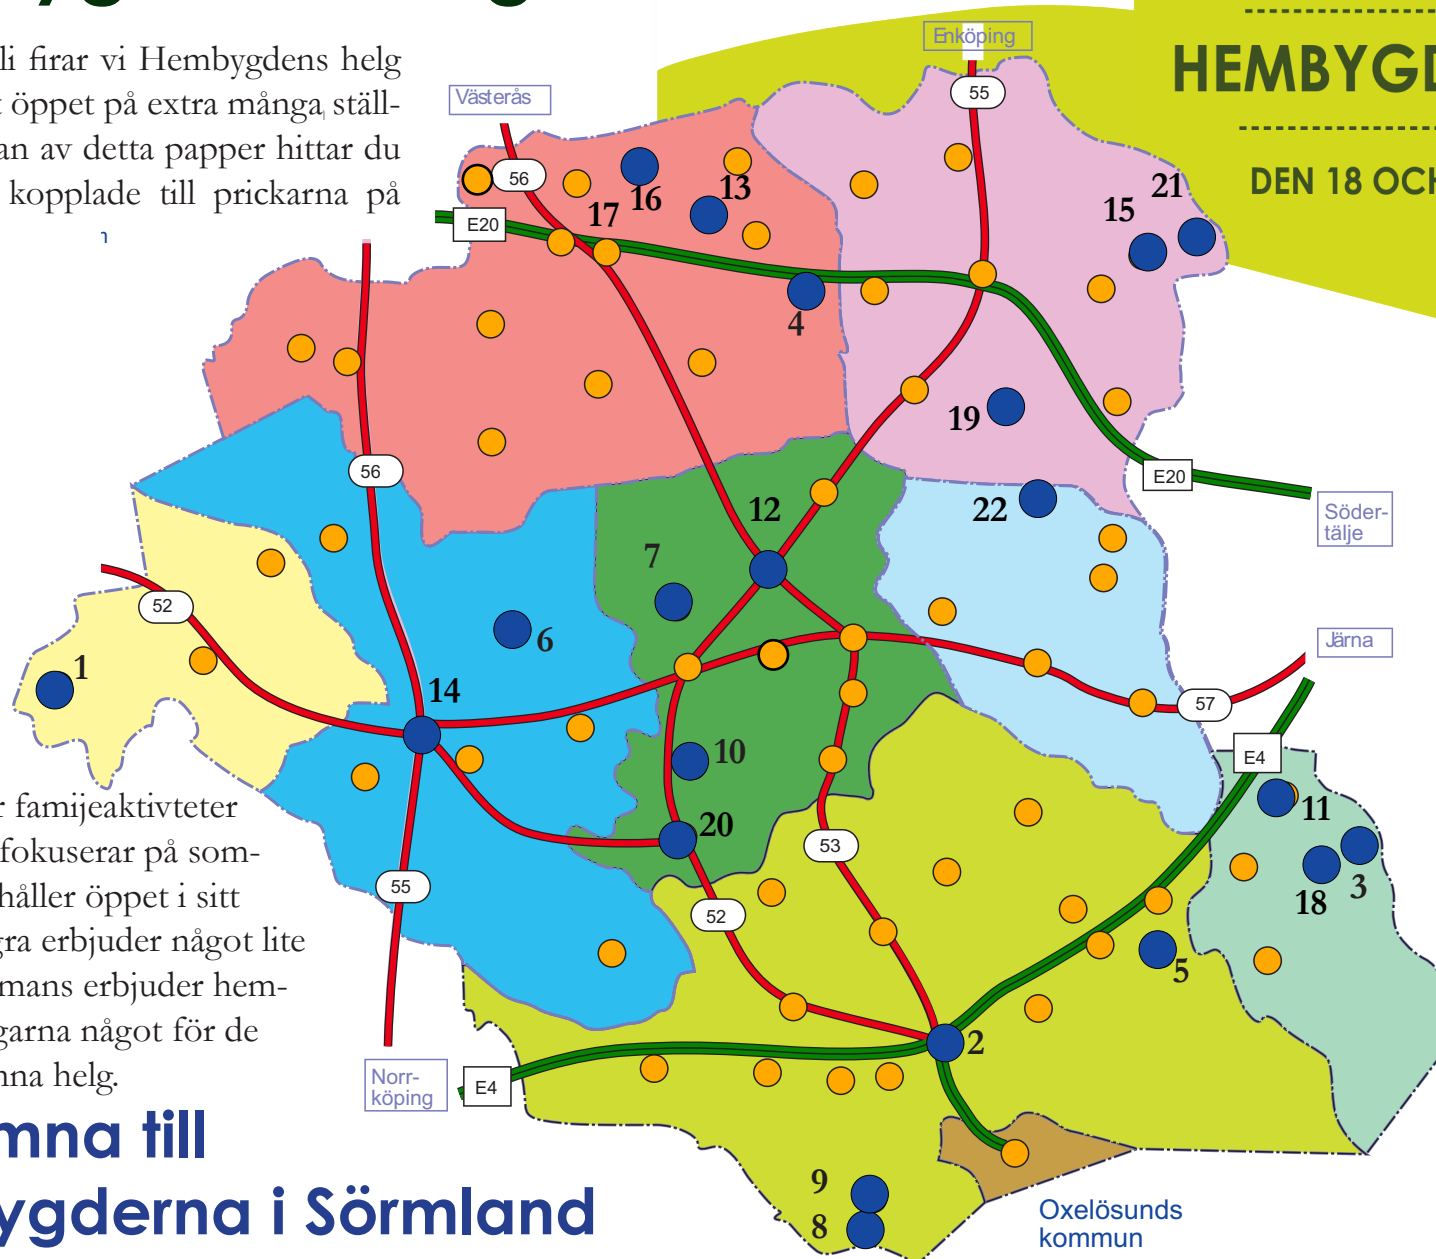 li firar vi Hembygdens helg
öppet på extra många ställ-
an av detta papper hittar du
kopplade till prickarna på
HEMBYGD
DEN 18 OCH
Enköping
Västerås
55
56
E20
16
13
17
21
15
4
19
56
E20
Söder-
tälje
12
22
7
52
6
1
14
Järna
57
E4
10
11
20
53
18
3
55
52
5
2
r famijeaktivteter
fokuserar på som-
håller öppet i sitt
gra erbjuder något lite
mans erbjuder hem-
garna något för de
nna helg.
Norr-
köping
E4
mna till
ygderna i Sörmland
9
8
Oxelösunds
kommun